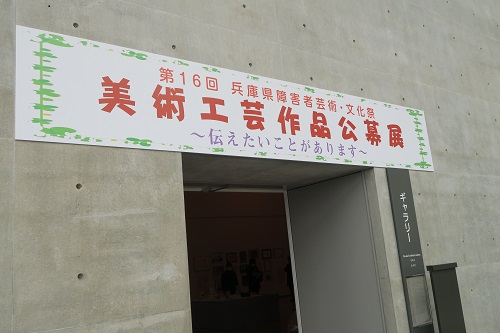 第16回 兵庫県障害者芸術・文化祭
美術工芸作品公募展
～伝えたいことがあります～
ギャラリー